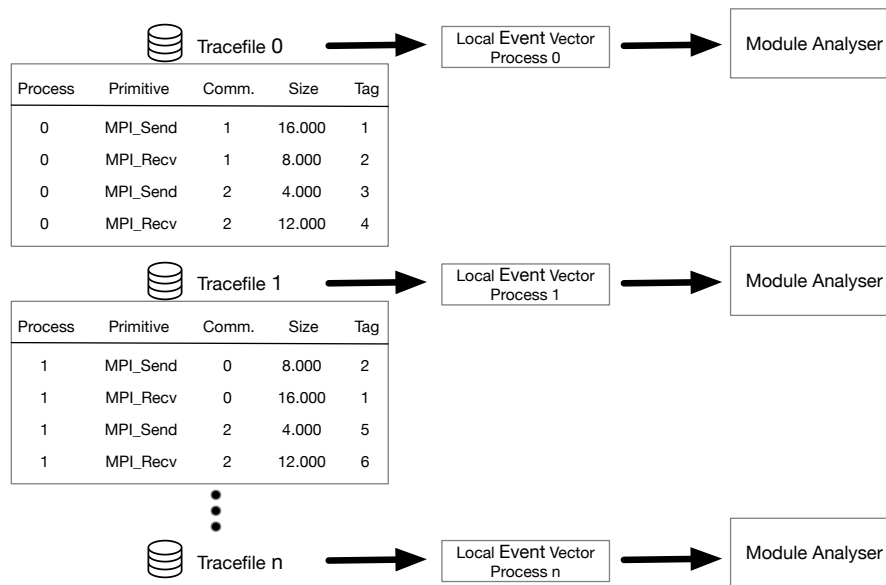 Tracefile 0
Local Event Vector
Process 0
Module Analyser
Process Primitive Comm. Size Tag
0 MPI_Send 1 16.000 1
0 MPI_Recv 1 8.000 2
0 MPI_Send 2 4.000 3
0 MPI_Recv 2 12.000 4
Tracefile 1
Local Event Vector
Process 1
Module Analyser
Process Primitive Comm. Size Tag
1 MPI_Send 0 8.000 2
1 MPI_Recv 0 16.000 1
1 MPI_Send 2 4.000 5
1 MPI_Recv 2 12.000 6
Tracefile n
Local Event Vector
Process n
Module Analyser